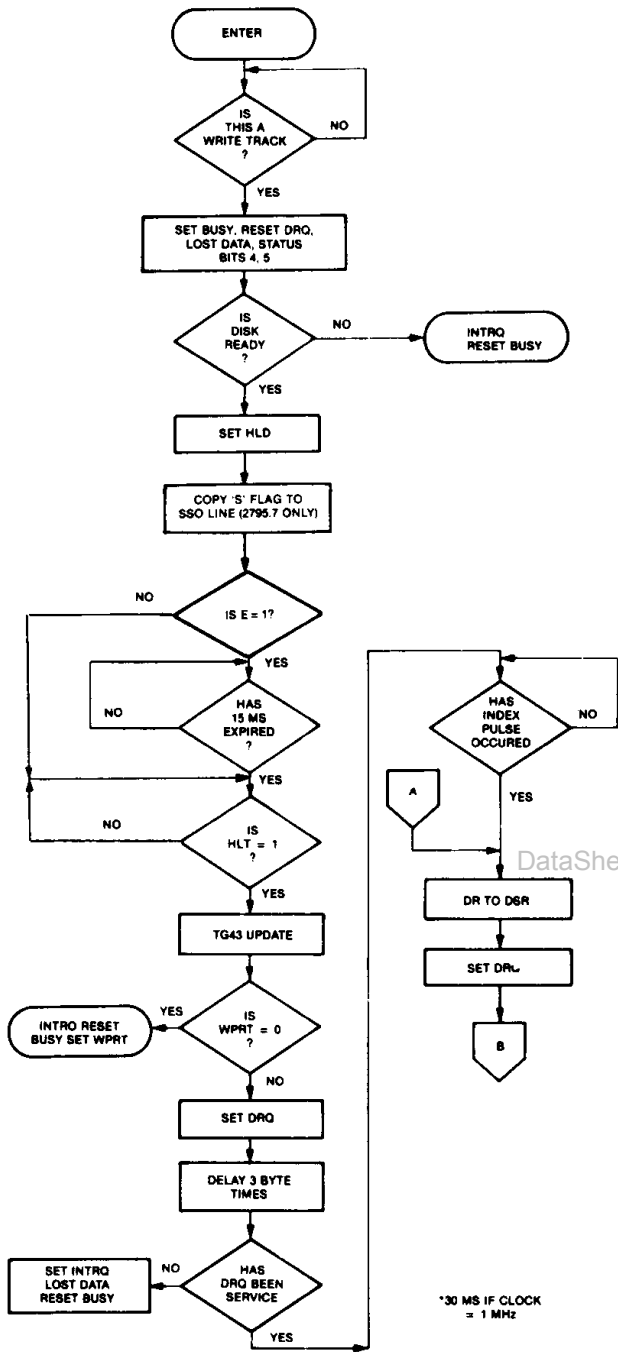 ENTER
IS
THIS A
WRITE TRACK
?
NO
YES
SET BUSY, RESET DRQ,
LOST DATA, STATUS
BITS 4, 5
IS
DISK
READY
?
NO
INTRQ
RESET BUSY
YES
SET HLD
COPY 'S' FLAG TO
SSO LINE (2795.7 ONLY)
NO
IS E = 1?
YES
HAS
15 MS
EXPIRED
?
NO
YES
IS
HLT = 1
?
NO
YES
TG43 UPDATE
IS
WPRT = 0
?
YES
INTRO RESET
BUSY SET WPRT
NO
SET DRQ
DELAY 3 BYTE
TIMES
HAS
DRQ BEEN
SERVICE
NO
SET INTRQ
LOST DATA
RESET BUSY
YES
HAS
INDEX
PULSE
OCCURED
NO
YES
A
DataShe
DR TO DSR
SET DRQ
B
*30 MS IF CLOCK
= 1 MHz